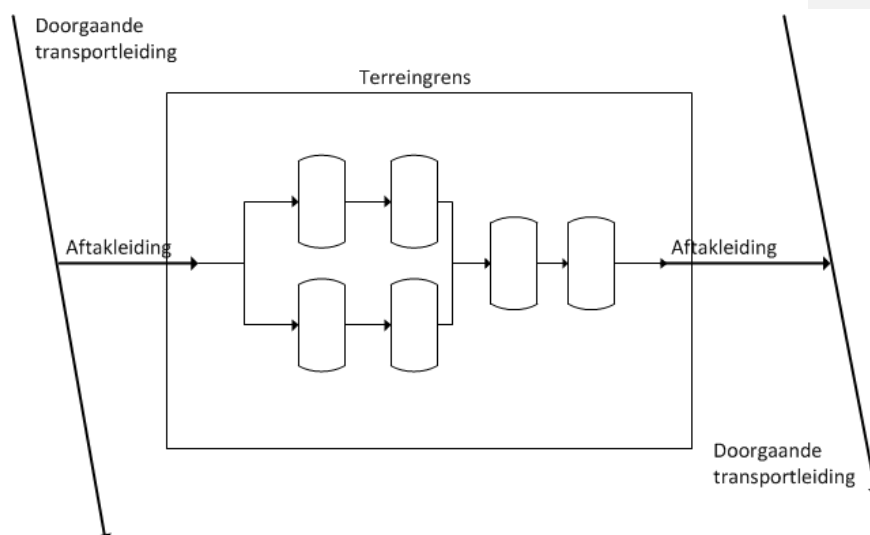 Doorgaande
transportleiding
Terreingrens
Aftakleiding
Aftakleiding
Doorgaande
transportleiding